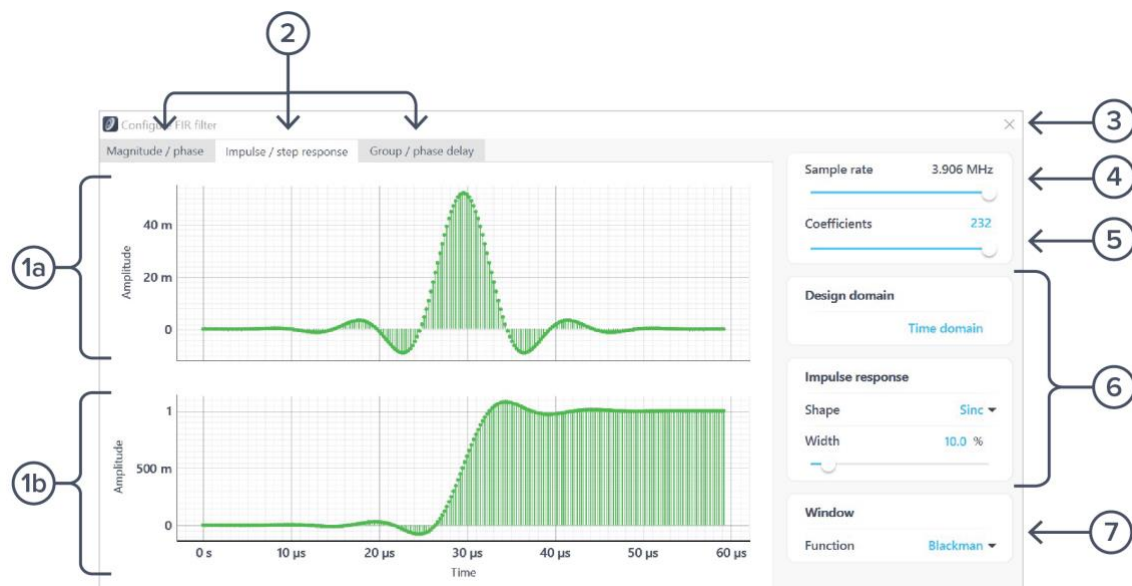 2
Configure FIR filter
3
Magnitude / phase Impulse / step response Group / phase delay
Sample rate 3.906 MHz
4
Coefficients 232
5
1a
Amplitude
40 m
20 m
0
Design domain
Time domain
Impulse response
Shape Sinc
Width 10.0 %
6
1b
Amplitude
1
500 m
0
0 s 10 μs 20 μs 30 μs 40 μs 50 μs 60 μs
Time
Window
Function Blackman
7